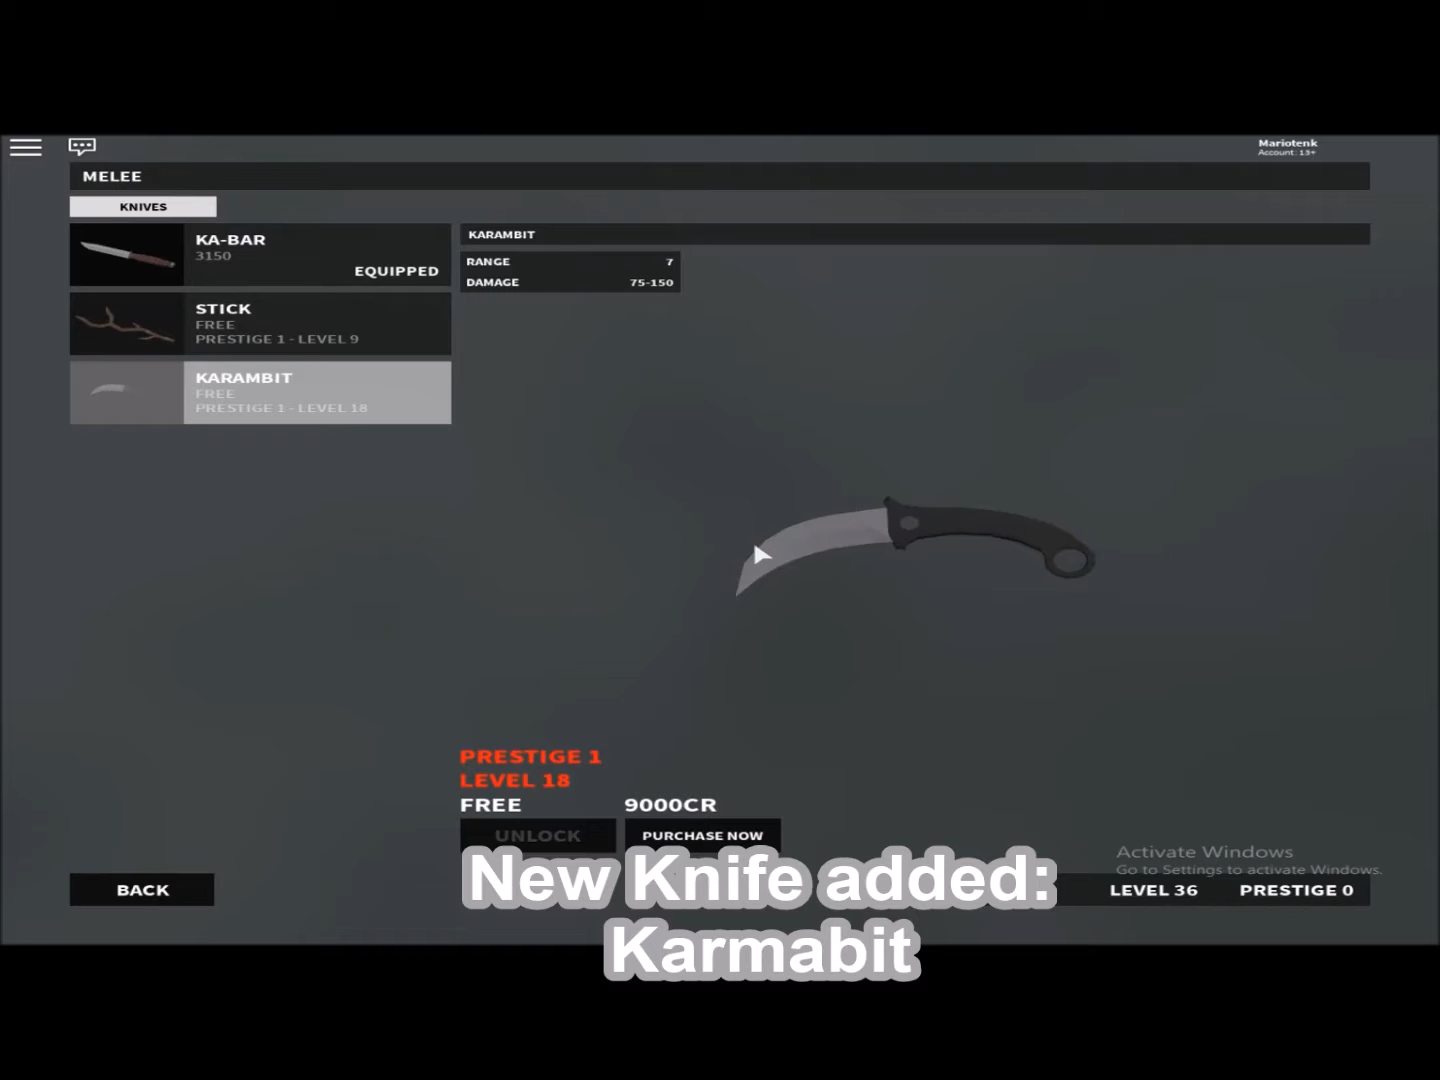 Mariotenk
Account: 13+
MELEE
KNIVES
KA-BAR
3150
EQUIPPED
STICK
FREE
PRESTIGE 1 - LEVEL 9
KARAMBIT
FREE
PRESTIGE 1 - LEVEL 18
KARAMBIT
RANGE 7
DAMAGE 75-150
PRESTIGE 1
LEVEL 18
FREE 9000CR
UNLOCK PURCHASE NOW
Activate Windows
Go to Settings to activate Windows.
BACK
LEVEL 36 PRESTIGE 0
New Knife added:
Karmabit